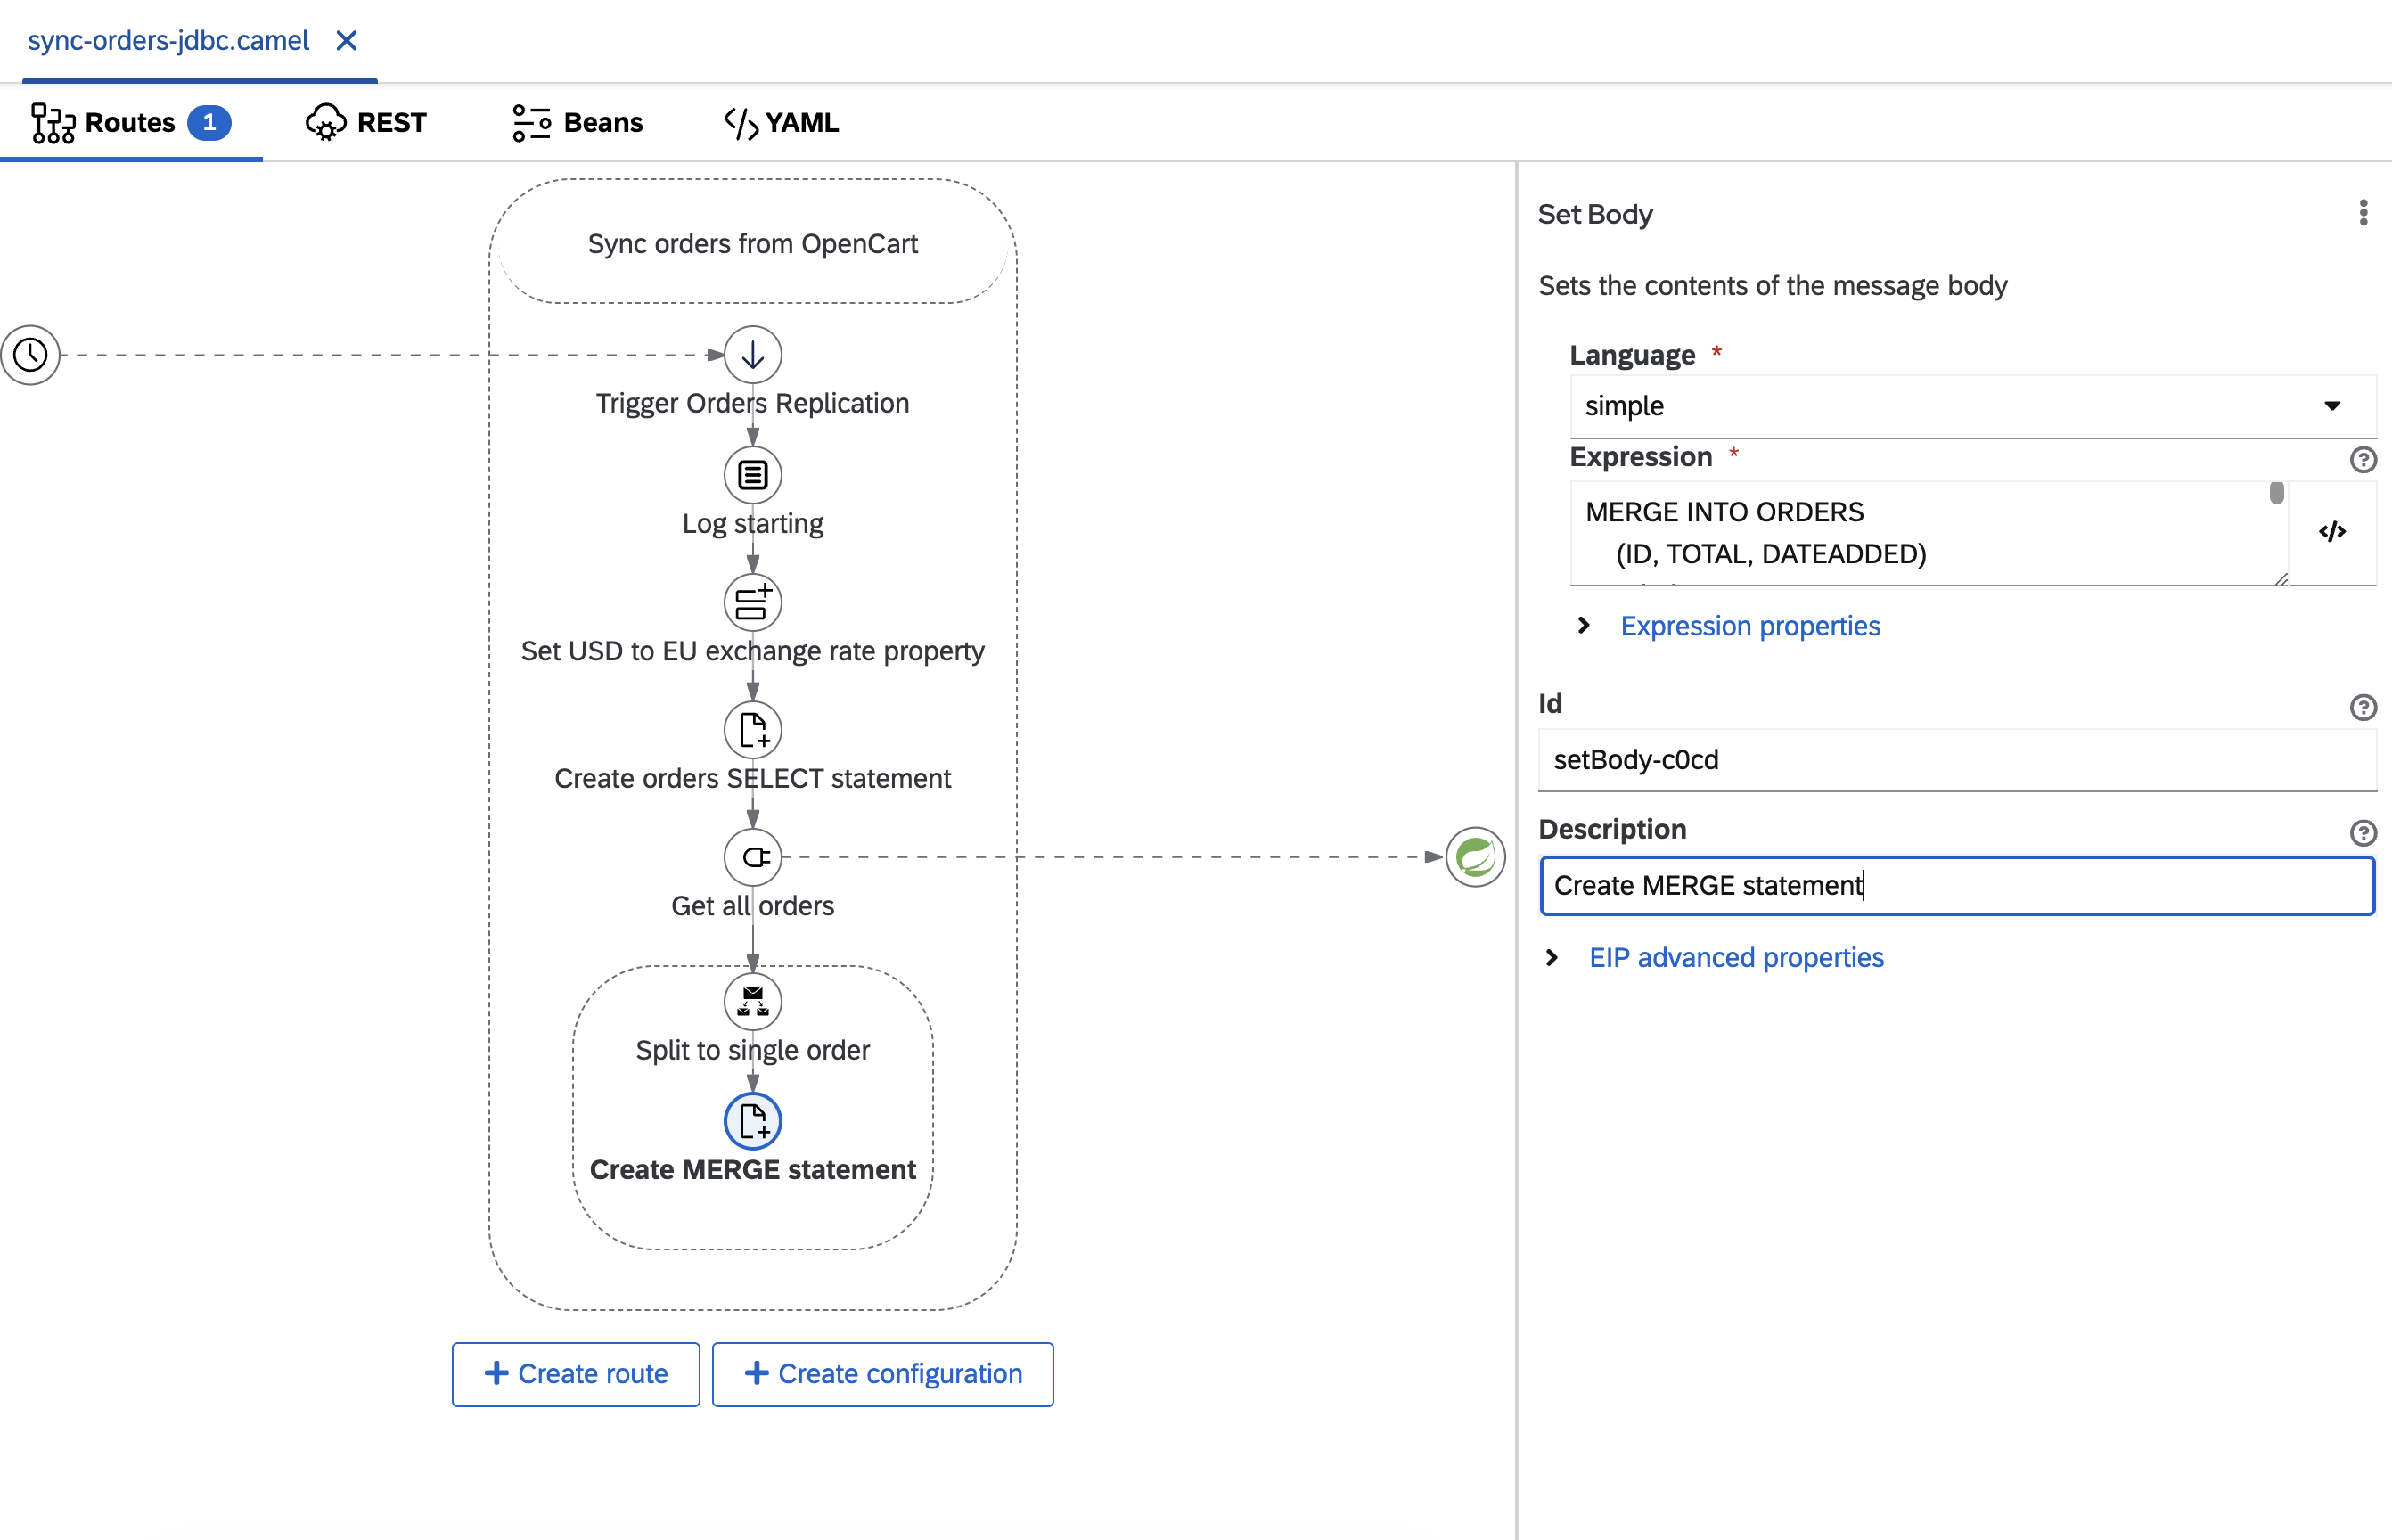 sync-orders-jdbc.camel
Routes 1
REST
Beans
YAML
Sync orders from OpenCart
Trigger Orders Replication
Log starting
Set USD to EU exchange rate property
Create orders SELECT statement
Get all orders
Split to single order
Create MERGE statement
Create route
Create configuration
Set Body
Sets the contents of the message body
Language *
simple
Expression *
MERGE INTO ORDERS
(ID, TOTAL, DATEADDED)
Expression properties
Id
setBody-c0cd
Description
Create MERGE statement
EIP advanced properties